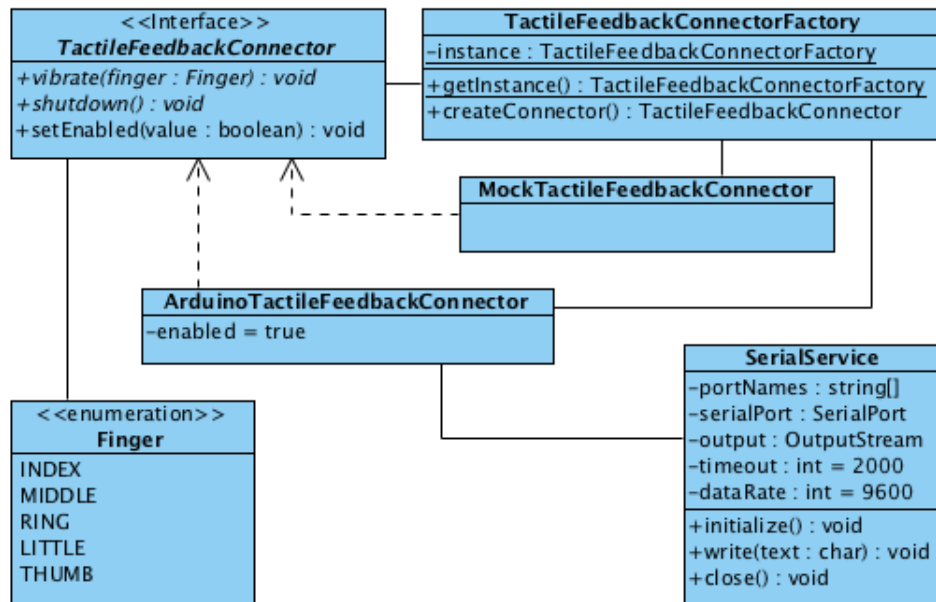 <<Interface>>
TactileFeedbackConnector
+vibrate(finger : Finger) : void
+shutdown() : void
+setEnabled(value : boolean) : void
TactileFeedbackConnectorFactory
-instance : TactileFeedbackConnectorFactory
+getInstance() : TactileFeedbackConnectorFactory
+createConnector() : TactileFeedbackConnector
MockTactileFeedbackConnector
ArduinoTactileFeedbackConnector
-enabled = true
SerialService
-portNames : string[]
-serialPort : SerialPort
-output : OutputStream
-timeout : int = 2000
-dataRate : int = 9600
+initialize() : void
+write(text : char) : void
+close() : void
<<enumeration>>
Finger
INDEX
MIDDLE
RING
LITTLE
THUMB